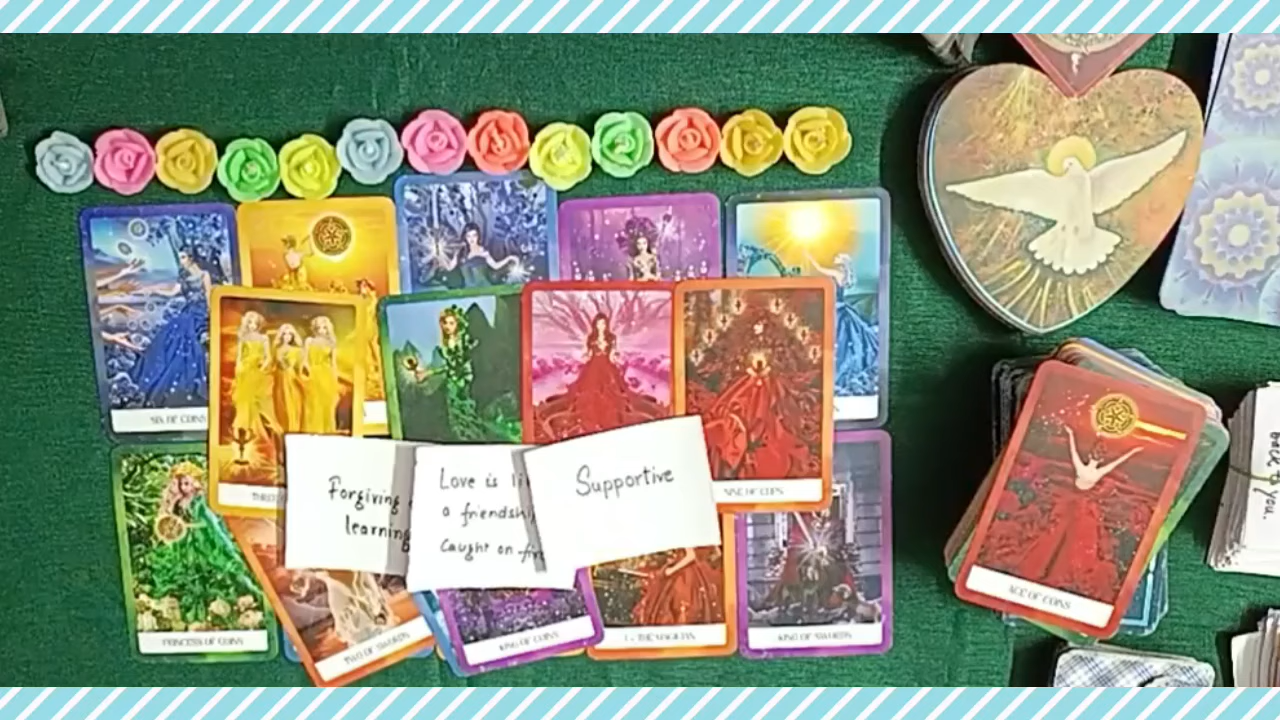 SIX OF COINS
Forgiving
learning
Love is
a friendship
caught on
Supportive
NINE OF CUPS
PRINCESS OF COINS
TWO OF SWORDS
KING OF COINS
I - THE MAGICIAN
KING OF SWORDS
ACE OF COINS
back to you.